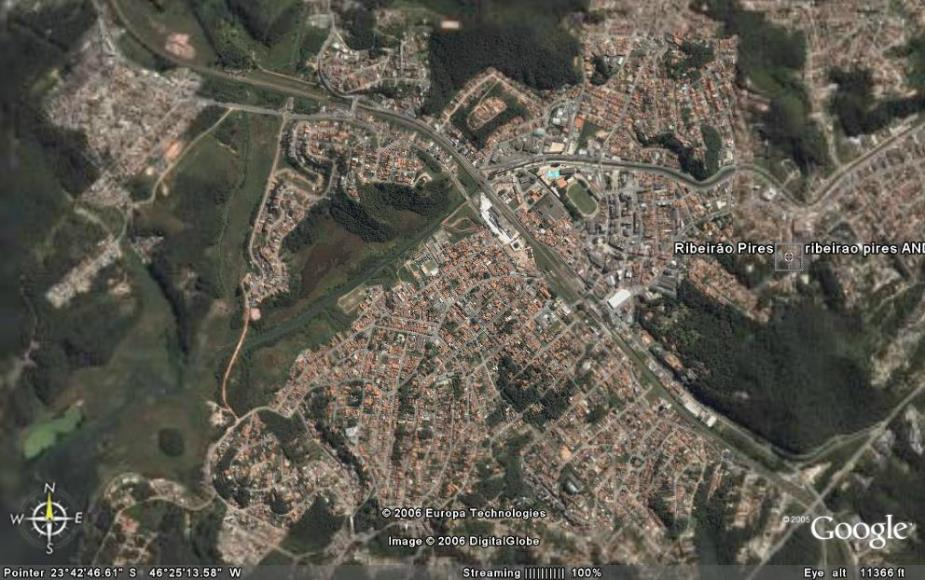 Ribeirão Pires ribeirao pires AND
N
W E
S
© 2006 Europa Technologies
Image © 2006 DigitalGlobe
© 2005 Google
Pointer 23°42'46.61" S 46°25'13.58" W Streaming |||||||||| 100% Eye alt 11366 ft